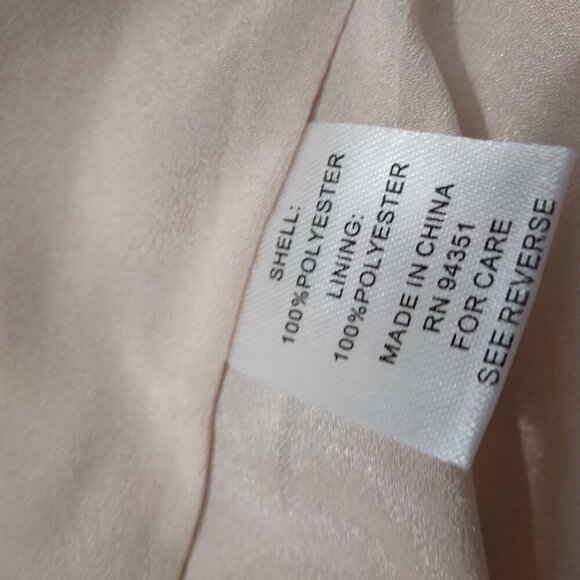 SHELL:
100%POLYESTER
LINING:
100%POLYESTER
MADE IN CHINA
RN 94351
FOR CARE
SEE REVERSE